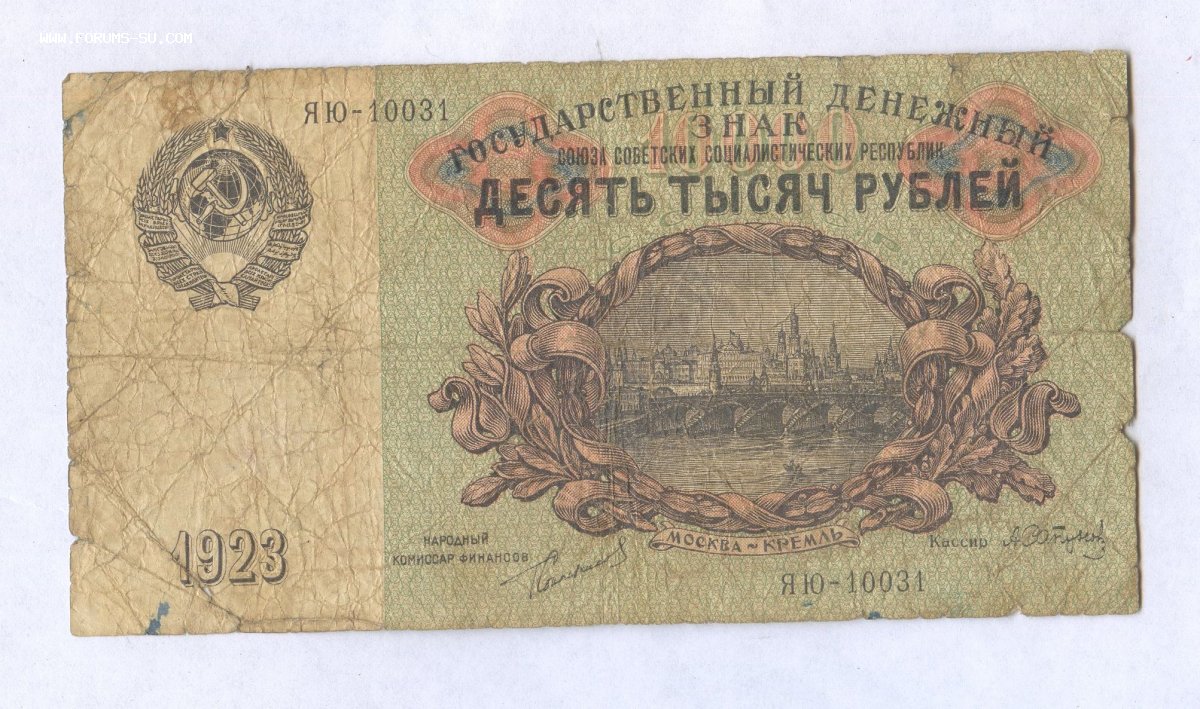 WWW.FORUMS-SU.COM
ЯЮ-10031
ГОСУДАРСТВЕННЫЙ ДЕНЕЖНЫЙ
ЗНАК
10000
СОЮЗА СОВЕТСКИХ СОЦИАЛИСТИЧЕСКИХ РЕСПУБЛИК
ДЕСЯТЬ ТЫСЯЧ РУБЛЕЙ
1923
НАРОДНЫЙ
КОМИССАР ФИНАНСОВ
МОСКВА ~ КРЕМЛЬ
Кассир
ЯЮ-10031